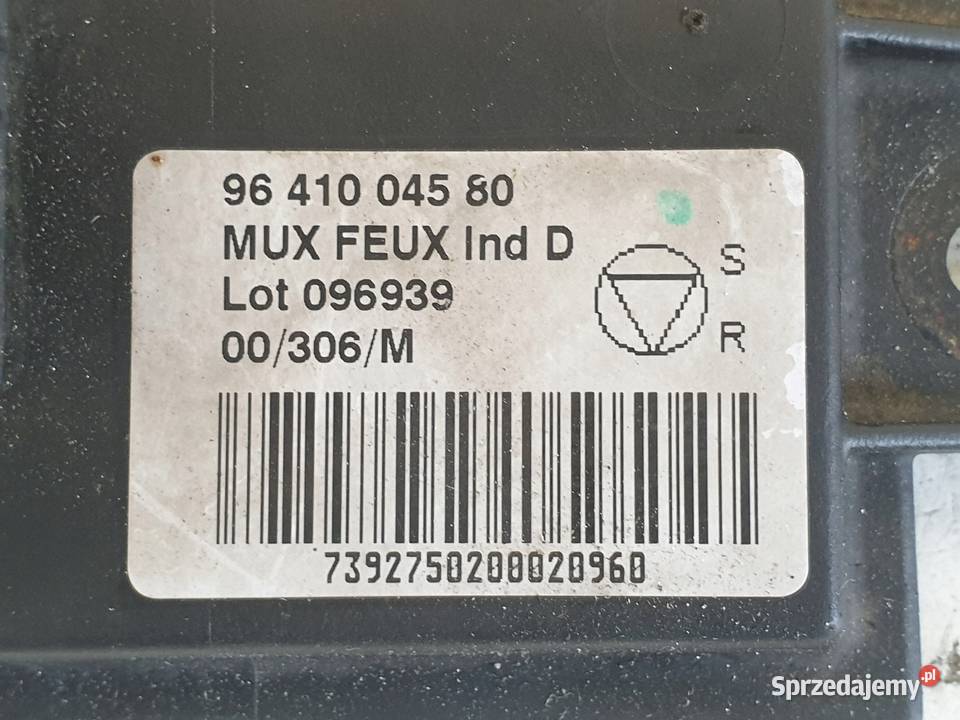 96 410 045 80
MUX FEUX Ind D
Lot 096939
00/306/M
S
R
7392750200020960
Sprzedajemy.pl